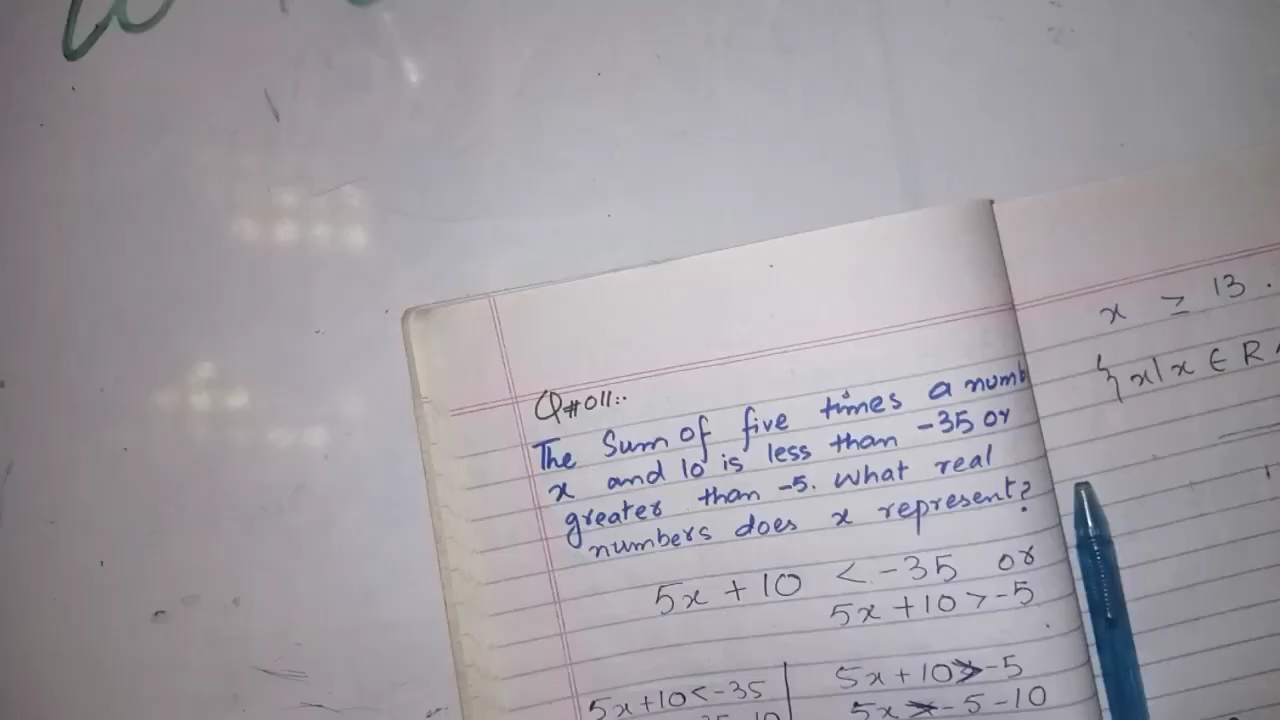 Q#011:.
The Sum of five times a numb
x and 10 is less than -35 or
greater than -5. What real
numbers does x represent?
5x + 10 < -35 or
5x + 10 > -5
5x+10 < -35
5x + 10 > -5
5x > -5 -10
x ≥ 13.
{x|x ∈ R